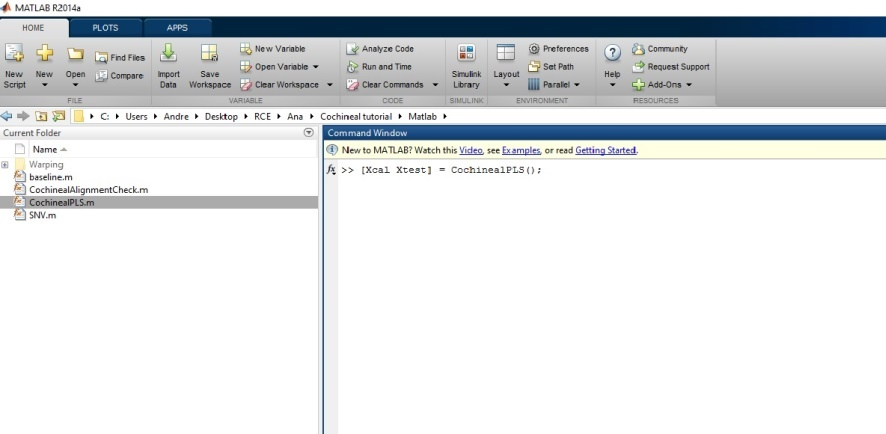 MATLAB R2014a
HOME PLOTS APPS
New Script New Open Find Files Compare Import Data Save Workspace New Variable Open Variable Clear Workspace Analyze Code Run and Time Clear Commands Simulink Library Layout Preferences Set Path Parallel Help Community Request Support Add-Ons
FILE VARIABLE CODE SIMULINK ENVIRONMENT RESOURCES
C: Users Andre Desktop RCE Ana Cochineal tutorial Matlab
Current Folder
Name
Warping
baseline.m
CochinealAlignmentCheck.m
CochinealPLS.m
SNV.m
Command Window
New to MATLAB? Watch this Video, see Examples, or read Getting Started.
fx >> [Xcal Xtest] = CochinealPLS();